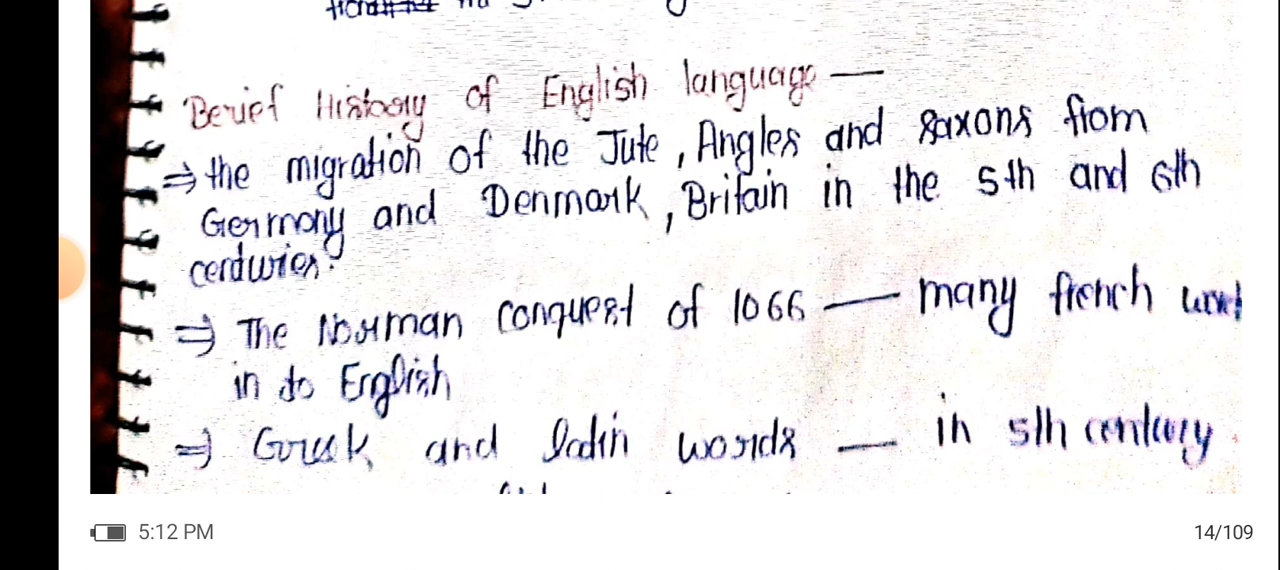 Berief History of English language —
⇒ the migration of the Jute, Angles and saxons from
Germany and Denmark, Britain in the 5th and 6th
centuries.
⇒ The Norman conquest of 1066 — many french word
in to English
⇒ Greek and latin words — in 5th century
5:12 PM
14/109